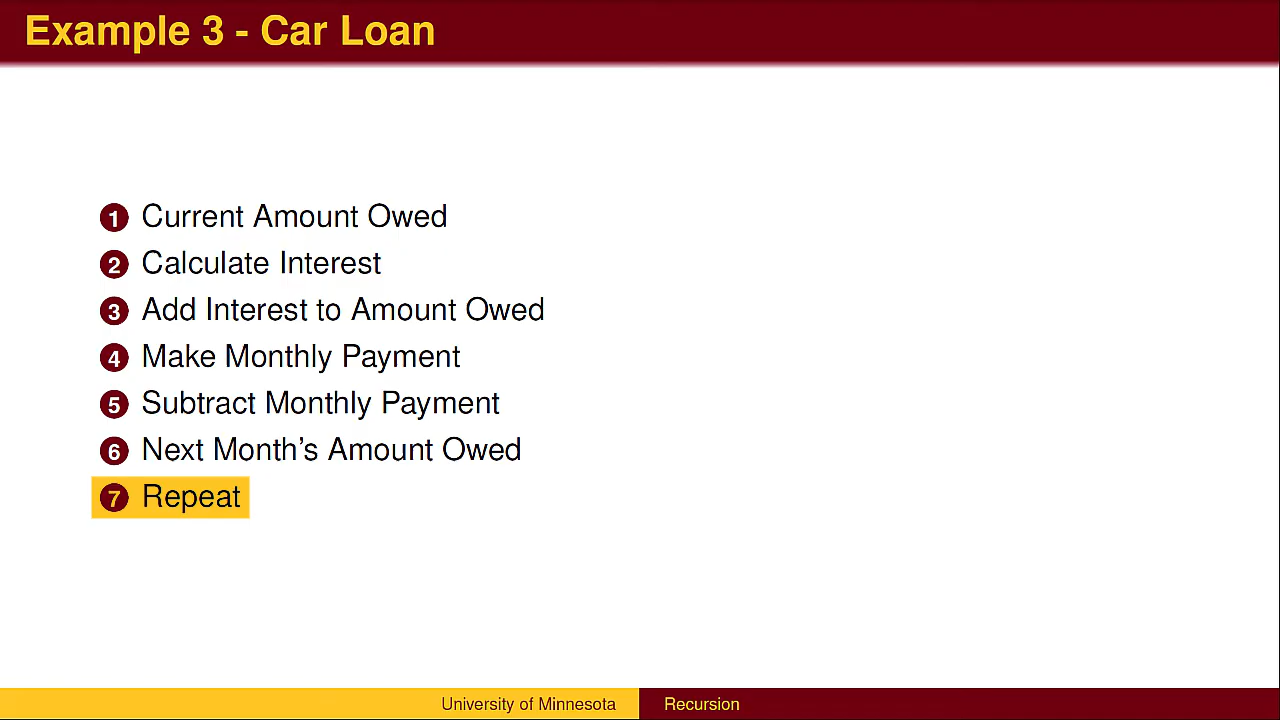 Example 3 - Car Loan
1 Current Amount Owed
2 Calculate Interest
3 Add Interest to Amount Owed
4 Make Monthly Payment
5 Subtract Monthly Payment
6 Next Month's Amount Owed
7 Repeat
University of Minnesota
Recursion